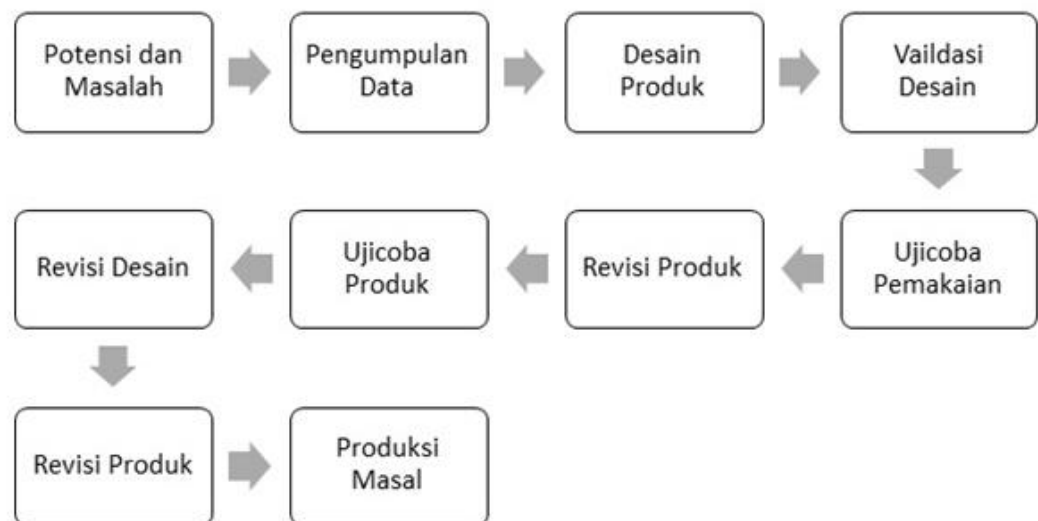 Potensi dan
Masalah
Pengumpulan
Data
Desain
Produk
Vaildasi
Desain
Ujicoba
Pemakaian
Revisi Produk
Ujicoba
Produk
Revisi Desain
Revisi Produk
Produksi
Masal